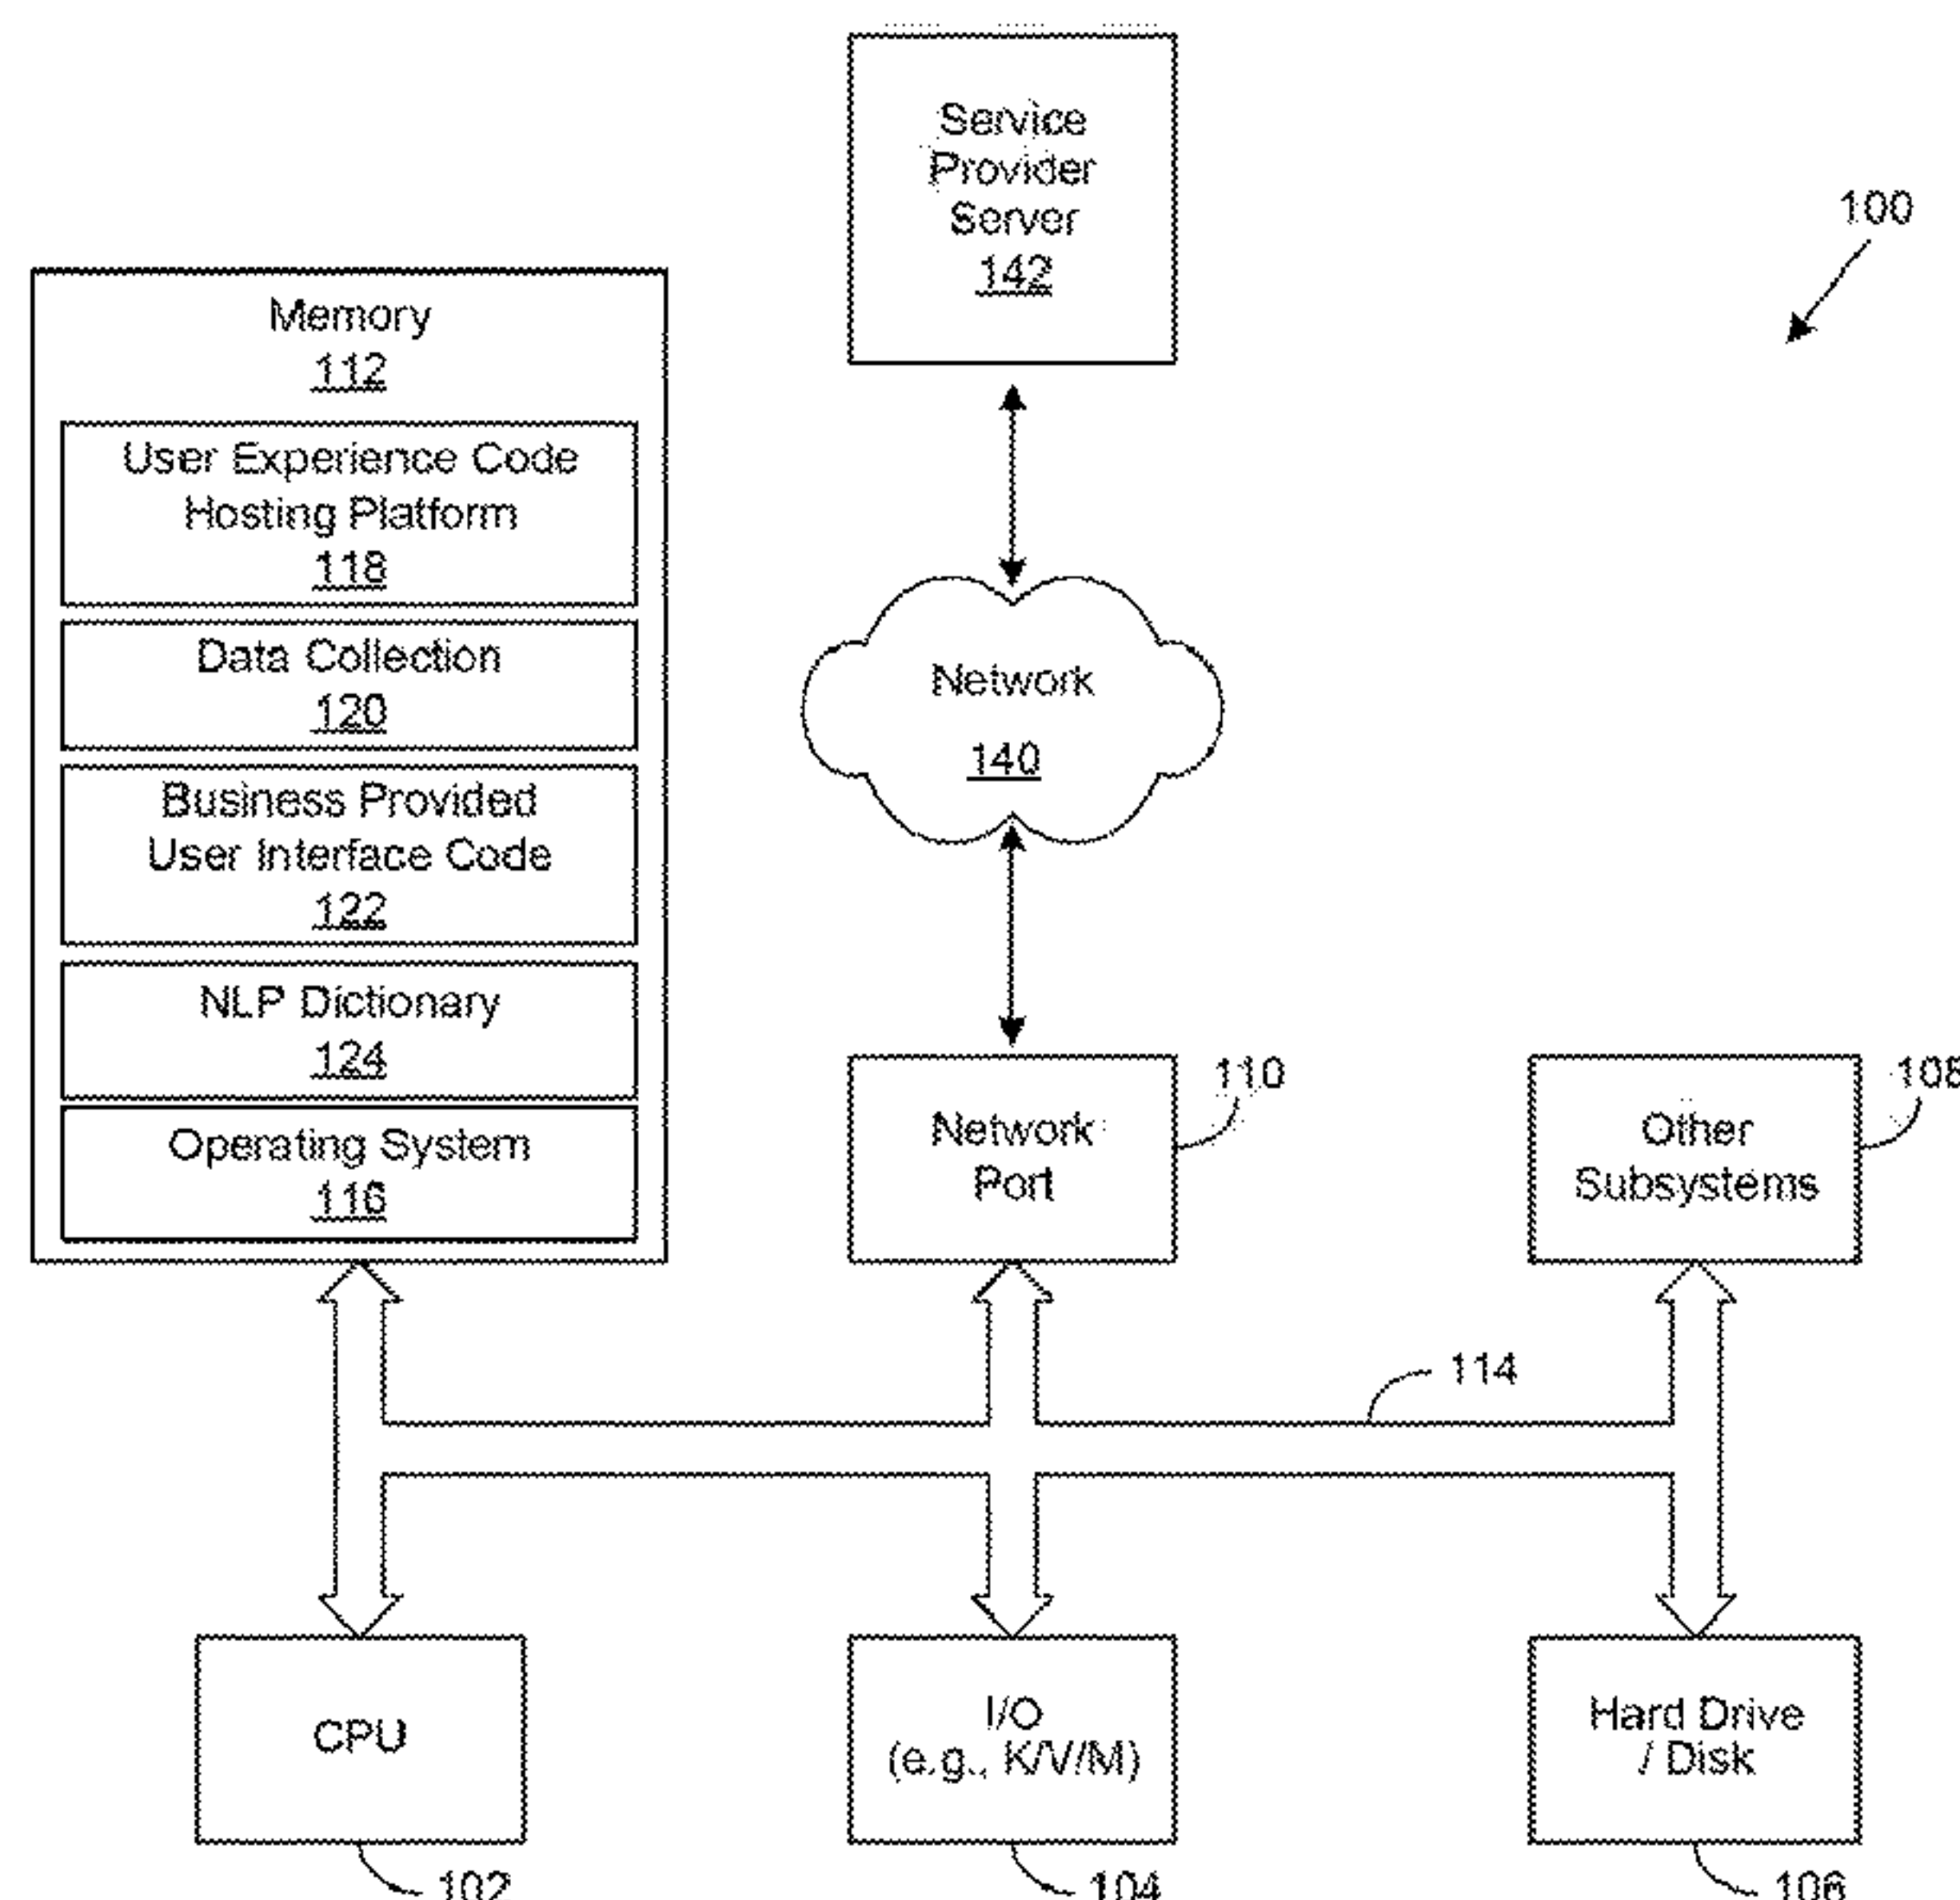 Service
Provider
Server
142
100
Memory
112
User Experience Code
Hosting Platform
118
Data Collection
120
Business Provided
User Interface Code
122
NLP Dictionary
124
Operating System
116
Network
140
110
Network
Port
108
Other
Subsystems
114
CPU
102
I/O
(e.g., K/V/M)
104
Hard Drive
/ Disk
106